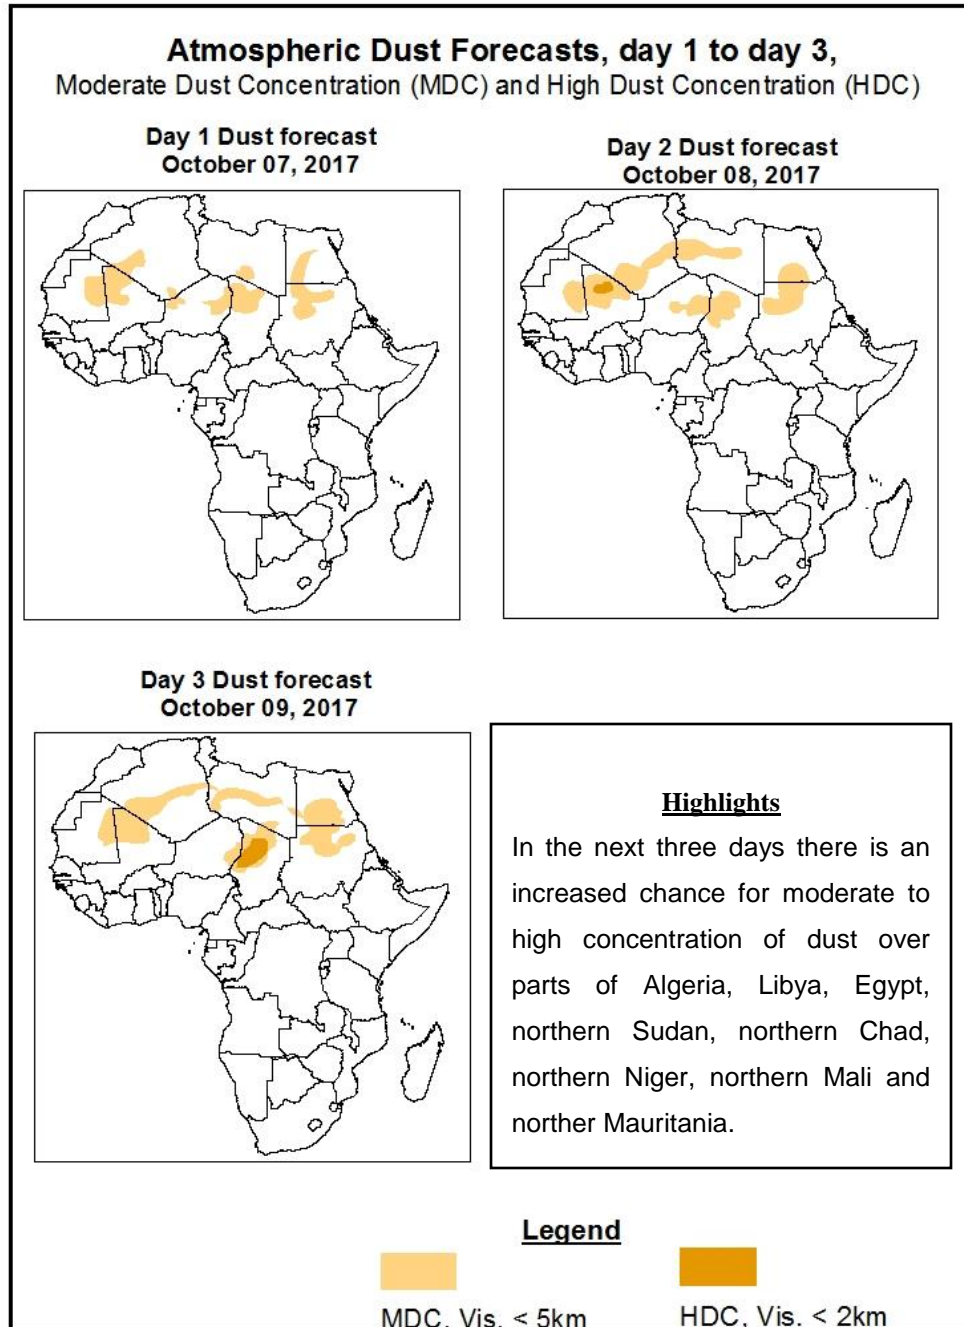 Atmospheric Dust Forecasts, day 1 to day 3,
Moderate Dust Concentration (MDC) and High Dust Concentration (HDC)
Day 1 Dust forecast
October 07, 2017
Day 2 Dust forecast
October 08, 2017
Day 3 Dust forecast
October 09, 2017
Highlights
In the next three days there is an
increased chance for moderate to
high concentration of dust over
parts of Algeria, Libya, Egypt,
northern Sudan, northern Chad,
northern Niger, northern Mali and
norther Mauritania.
Legend
MDC, Vis. < 5km
HDC, Vis. < 2km